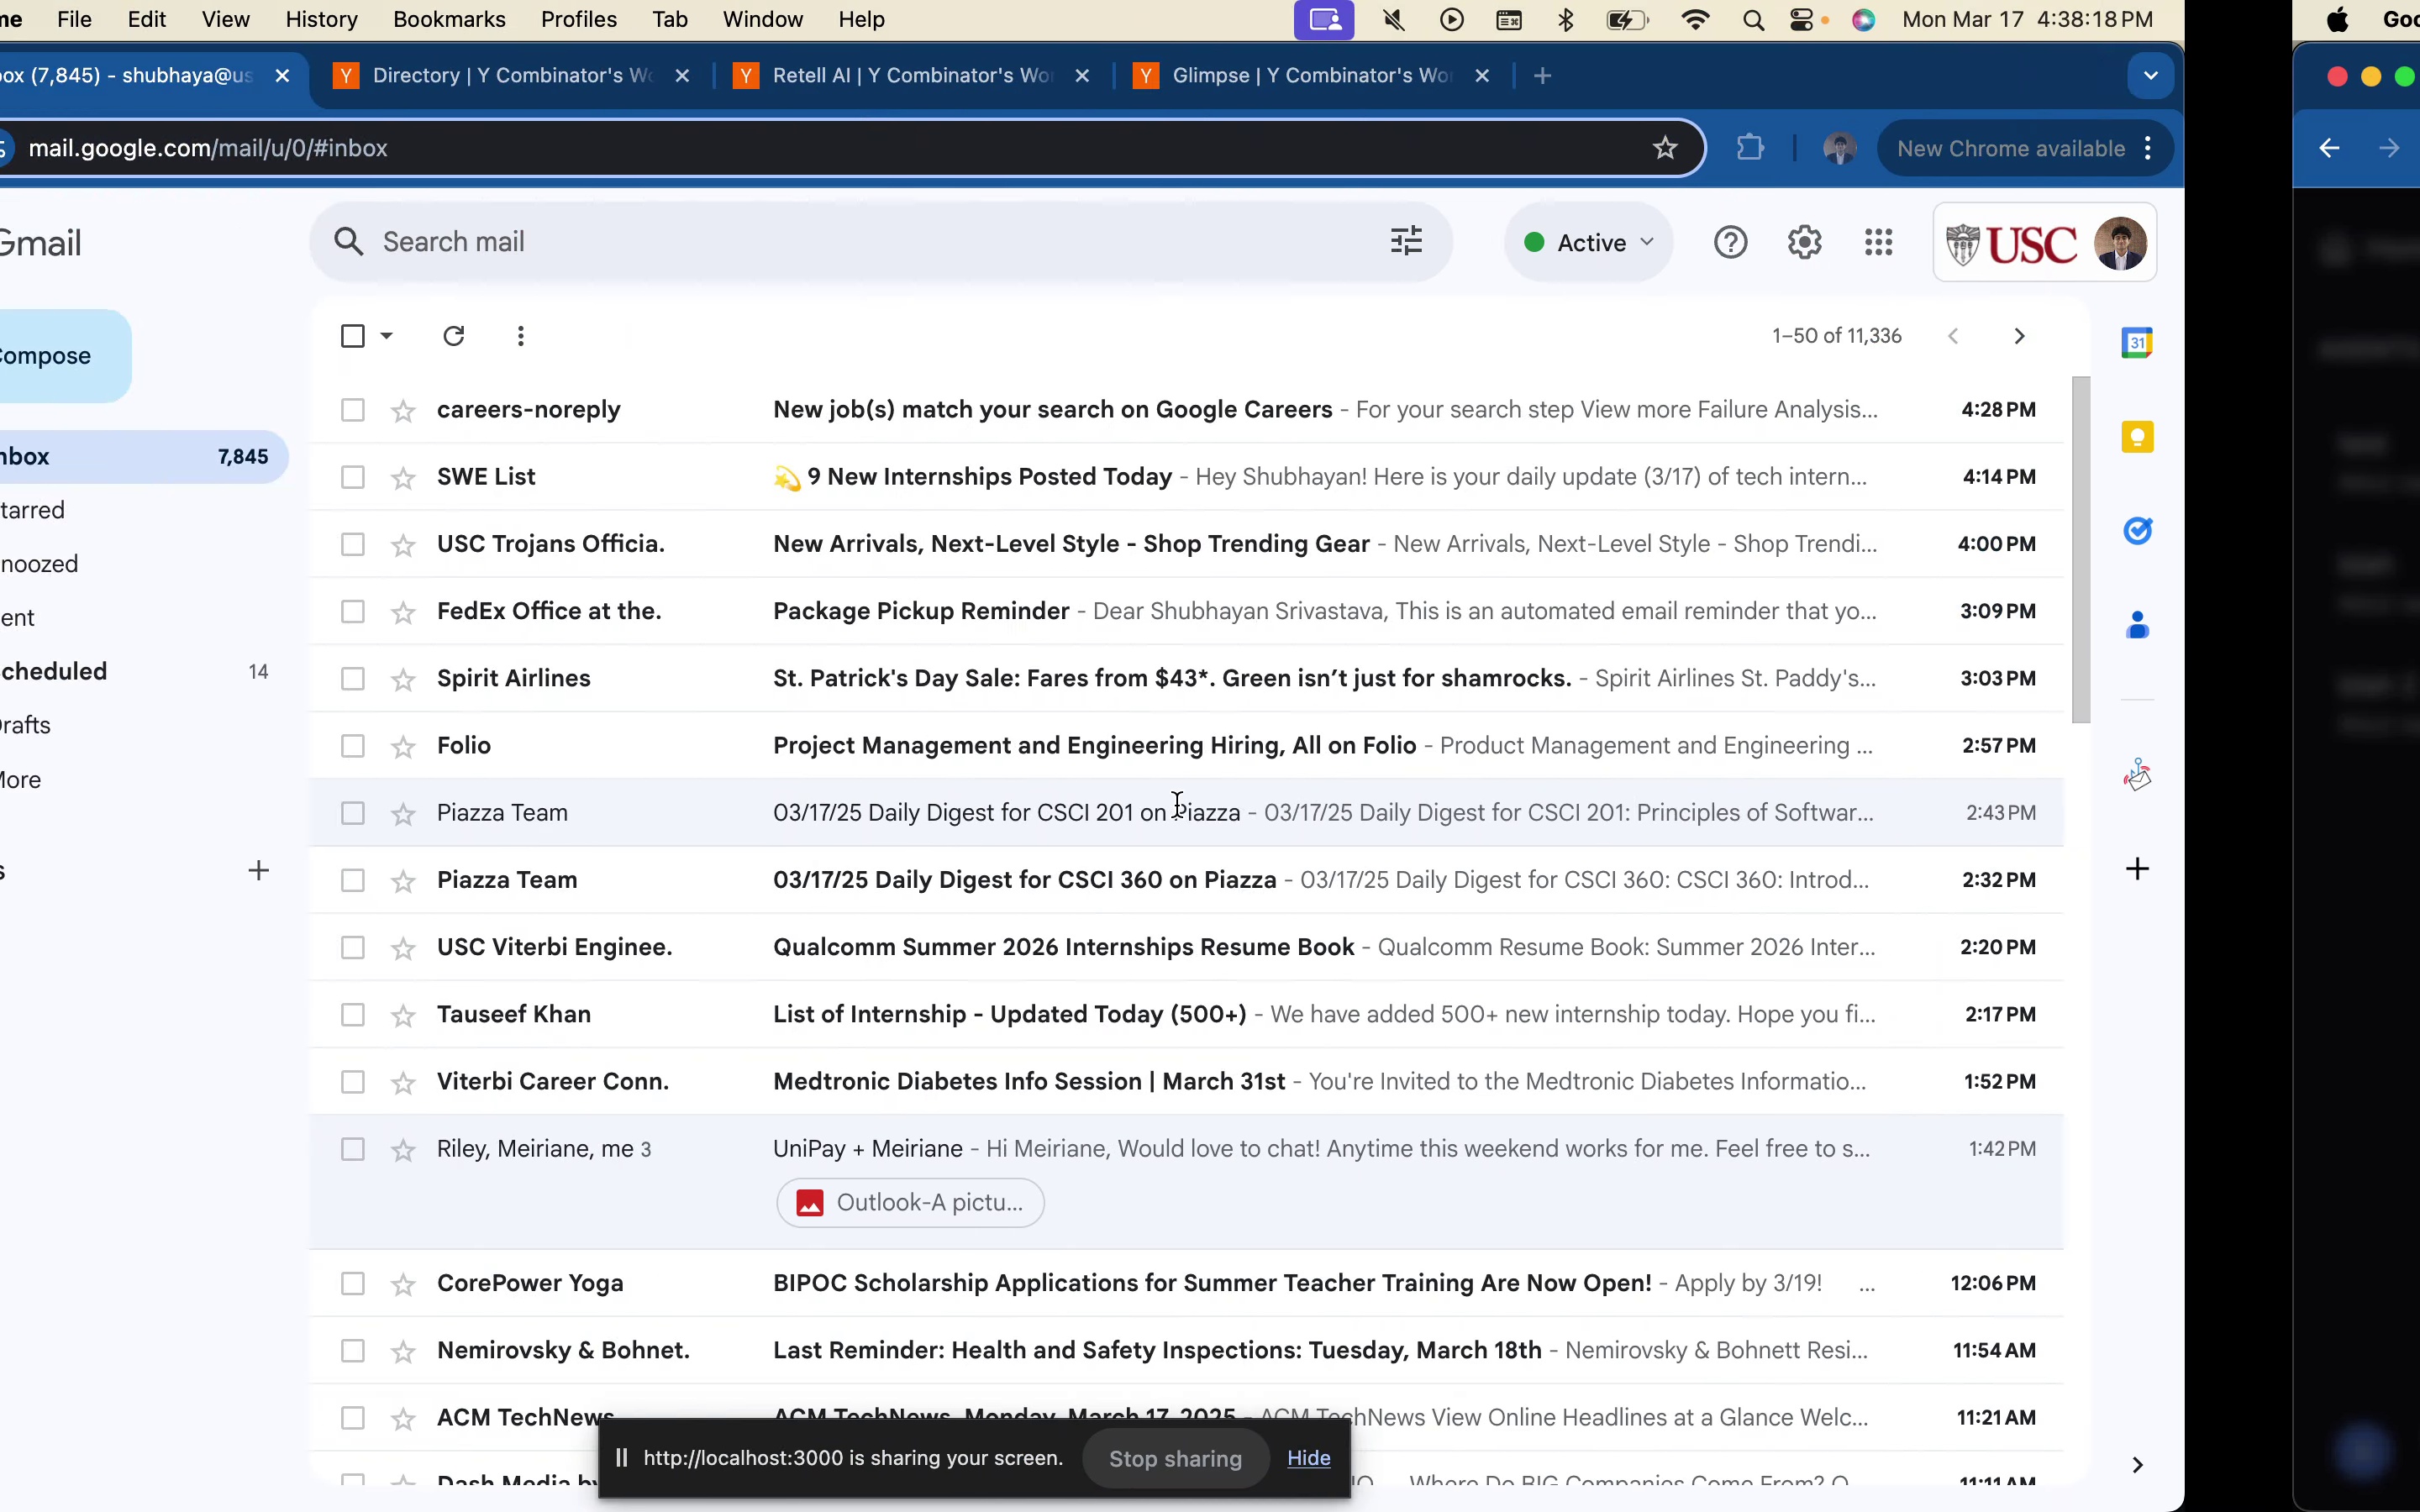 File Edit View History Bookmarks Profiles Tab Window Help Mon Mar 17 4:38:18 PM
(7,845) - shubhaya@us Directory | Y Combinator's Wo Retell AI | Y Combinator's Wo Glimpse | Y Combinator's Wo
mail.google.com/mail/u/0/#inbox New Chrome available
Gmail Search mail Active USC
Compose 1–50 of 11,336
careers-noreply New job(s) match your search on Google Careers - For your search step View more Failure Analysis... 4:28 PM
nbox 7,845
SWE List 💫 9 New Internships Posted Today - Hey Shubhayan! Here is your daily update (3/17) of tech intern... 4:14 PM
tarred
USC Trojans Officia. New Arrivals, Next-Level Style - Shop Trending Gear - New Arrivals, Next-Level Style - Shop Trendi... 4:00 PM
noozed
FedEx Office at the. Package Pickup Reminder - Dear Shubhayan Srivastava, This is an automated email reminder that yo... 3:09 PM
ent
cheduled 14
Spirit Airlines St. Patrick's Day Sale: Fares from $43*. Green isn't just for shamrocks. - Spirit Airlines St. Paddy's... 3:03 PM
rafts
Folio Project Management and Engineering Hiring, All on Folio - Product Management and Engineering ... 2:57 PM
More
Piazza Team 03/17/25 Daily Digest for CSCI 201 on Piazza - 03/17/25 Daily Digest for CSCI 201: Principles of Softwar... 2:43 PM
Piazza Team 03/17/25 Daily Digest for CSCI 360 on Piazza - 03/17/25 Daily Digest for CSCI 360: CSCI 360: Introd... 2:32 PM
USC Viterbi Enginee. Qualcomm Summer 2026 Internships Resume Book - Qualcomm Resume Book: Summer 2026 Inter... 2:20 PM
Tauseef Khan List of Internship - Updated Today (500+) - We have added 500+ new internship today. Hope you fi... 2:17 PM
Viterbi Career Conn. Medtronic Diabetes Info Session | March 31st - You're Invited to the Medtronic Diabetes Informatio... 1:52 PM
Riley, Meiriane, me 3 UniPay + Meiriane - Hi Meiriane, Would love to chat! Anytime this weekend works for me. Feel free to s... 1:42 PM
Outlook-A pictu...
CorePower Yoga BIPOC Scholarship Applications for Summer Teacher Training Are Now Open! - Apply by 3/19! ... 12:06 PM
Nemirovsky & Bohnet. Last Reminder: Health and Safety Inspections: Tuesday, March 18th - Nemirovsky & Bohnett Resi... 11:54 AM
ACM TechNews ACM TechNews, Monday, March 17, 2025 - ACM TechNews View Online Headlines at a Glance Welc... 11:21 AM
http://localhost:3000 is sharing your screen. Stop sharing Hide
Dash Media by Where Do BIG Companies Come From? 11:11 AM